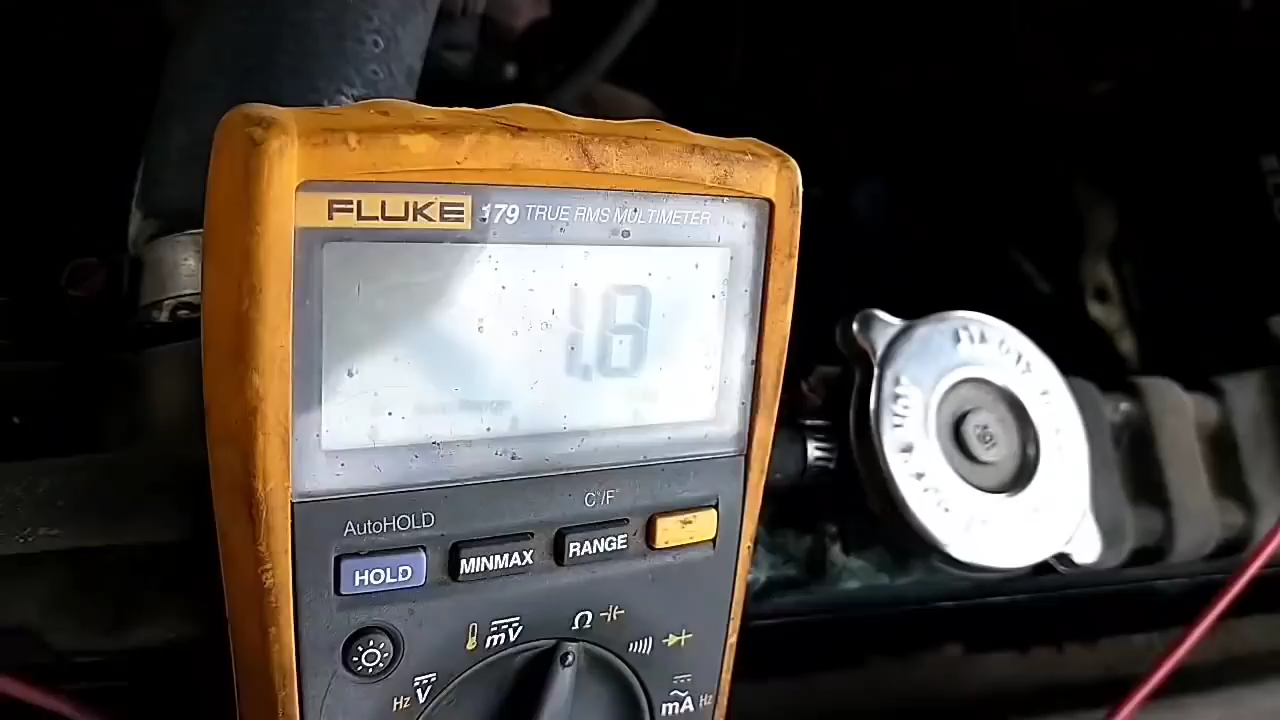 FLUKE 179 TRUE RMS MULTIMETER
1.8
C°/F°
AutoHOLD
HOLD MINMAX RANGE
mV Ω
Hz V
mA Hz